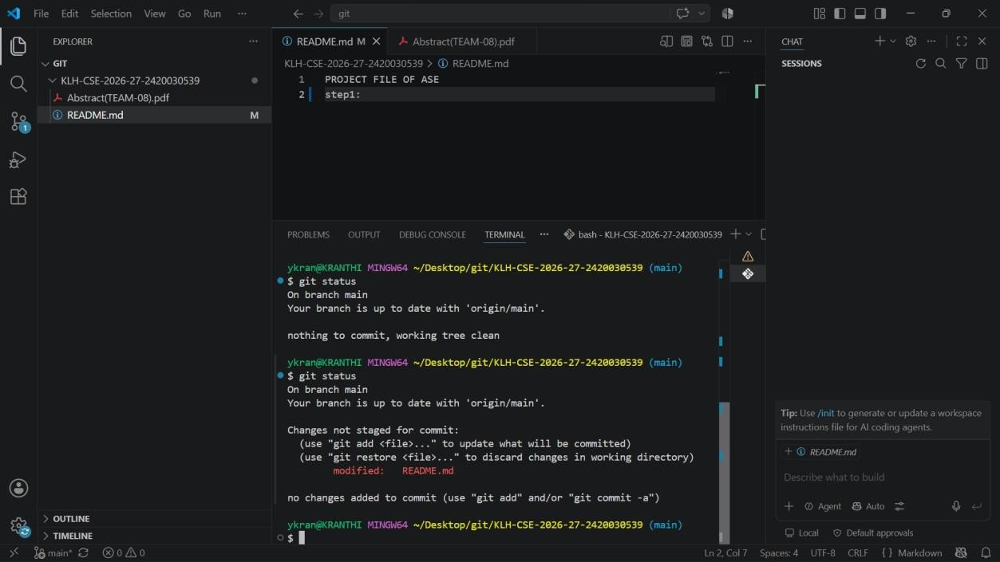 File Edit Selection View Go Run ... git
EXPLORER ...
GIT
KLH-CSE-2026-27-2420030539
Abstract(TEAM-08).pdf
README.md M
OUTLINE
TIMELINE
README.md M Abstract(TEAM-08).pdf
KLH-CSE-2026-27-2420030539 > README.md
1 PROJECT FILE OF ASE
2 step1:
PROBLEMS OUTPUT DEBUG CONSOLE TERMINAL ... bash - KLH-CSE-2026-27-2420030539
ykran@KRANTHI MINGW64 ~/Desktop/git/KLH-CSE-2026-27-2420030539 (main)
$ git status
On branch main
Your branch is up to date with 'origin/main'.
nothing to commit, working tree clean
ykran@KRANTHI MINGW64 ~/Desktop/git/KLH-CSE-2026-27-2420030539 (main)
$ git status
On branch main
Your branch is up to date with 'origin/main'.
Changes not staged for commit:
(use "git add <file>..." to update what will be committed)
(use "git restore <file>..." to discard changes in working directory)
modified: README.md
no changes added to commit (use "git add" and/or "git commit -a")
ykran@KRANTHI MINGW64 ~/Desktop/git/KLH-CSE-2026-27-2420030539 (main)
$
CHAT
SESSIONS
Tip: Use /init to generate or update a workspace
instructions file for AI coding agents.
README.md
Describe what to build
Agent Auto
Local Default approvals
1
main* 0 0 Ln 2, Col 7 Spaces: 4 UTF-8 CRLF { } Markdown